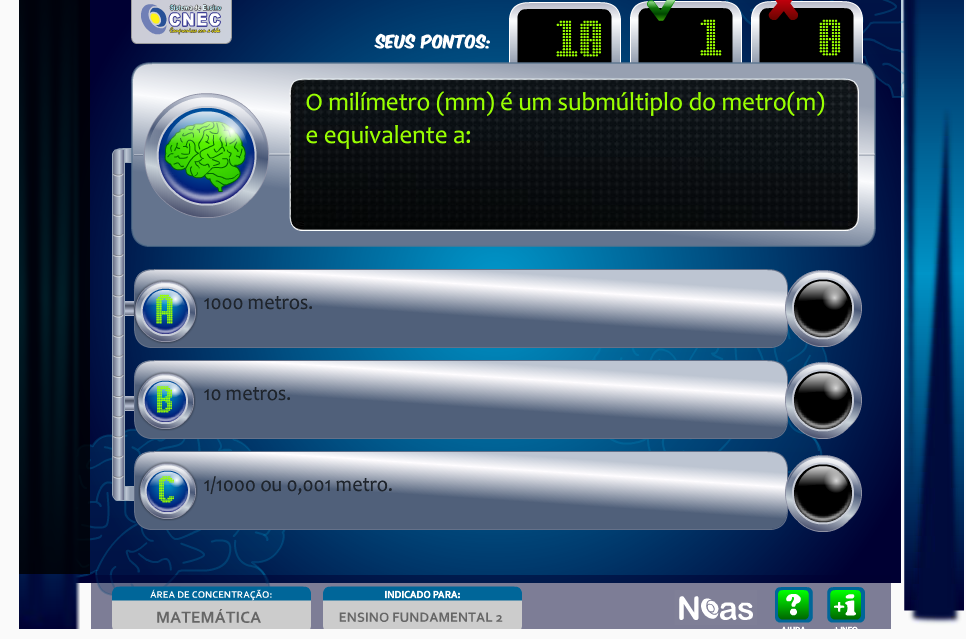 Sistema de Ensino
CNEC
SEUS PONTOS:
10
1
0
O milímetro (mm) é um submúltiplo do metro(m)
e equivalente a:
A
1000 metros.
B
10 metros.
C
1/1000 ou 0,001 metro.
ÁREA DE CONCENTRAÇÃO:
MATEMÁTICA
INDICADO PARA:
ENSINO FUNDAMENTAL 2
NOas
?
+i